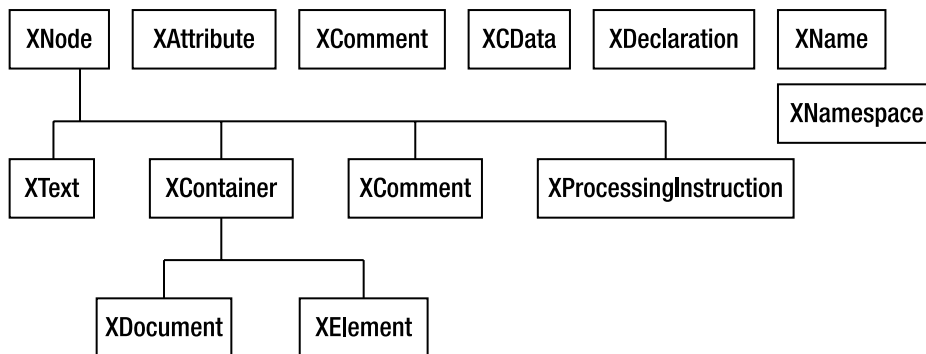 XNode XAttribute XComment XCData XDeclaration XName
XNamespace
XText XContainer XComment XProcessingInstruction
XDocument XElement